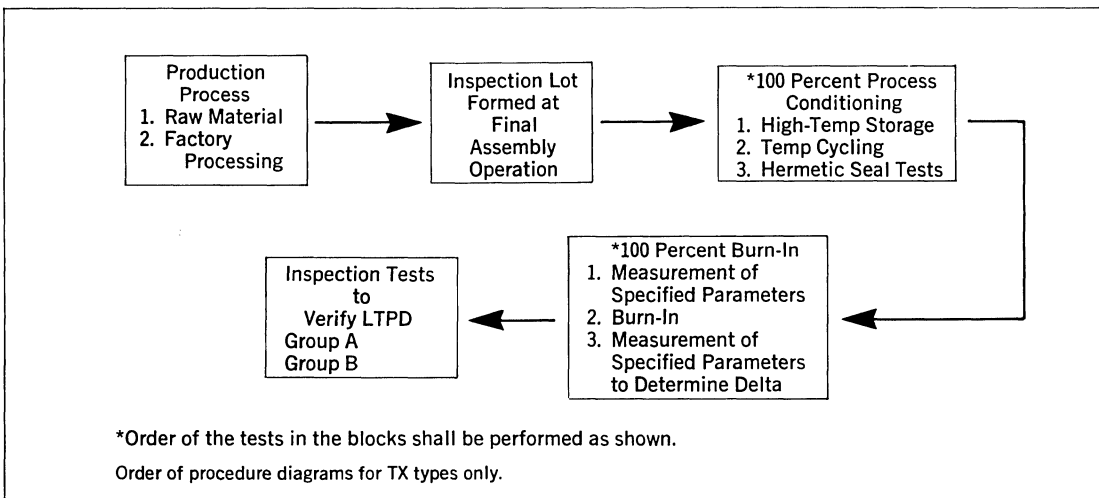 Production
Process
1. Raw Material
2. Factory
Processing
Inspection Lot
Formed at
Final
Assembly
Operation
*100 Percent Process
Conditioning
1. High-Temp Storage
2. Temp Cycling
3. Hermetic Seal Tests
*100 Percent Burn-In
1. Measurement of
Specified Parameters
2. Burn-In
3. Measurement of
Specified Parameters
to Determine Delta
Inspection Tests
to
Verify LTPD
Group A
Group B
*Order of the tests in the blocks shall be performed as shown.
Order of procedure diagrams for TX types only.